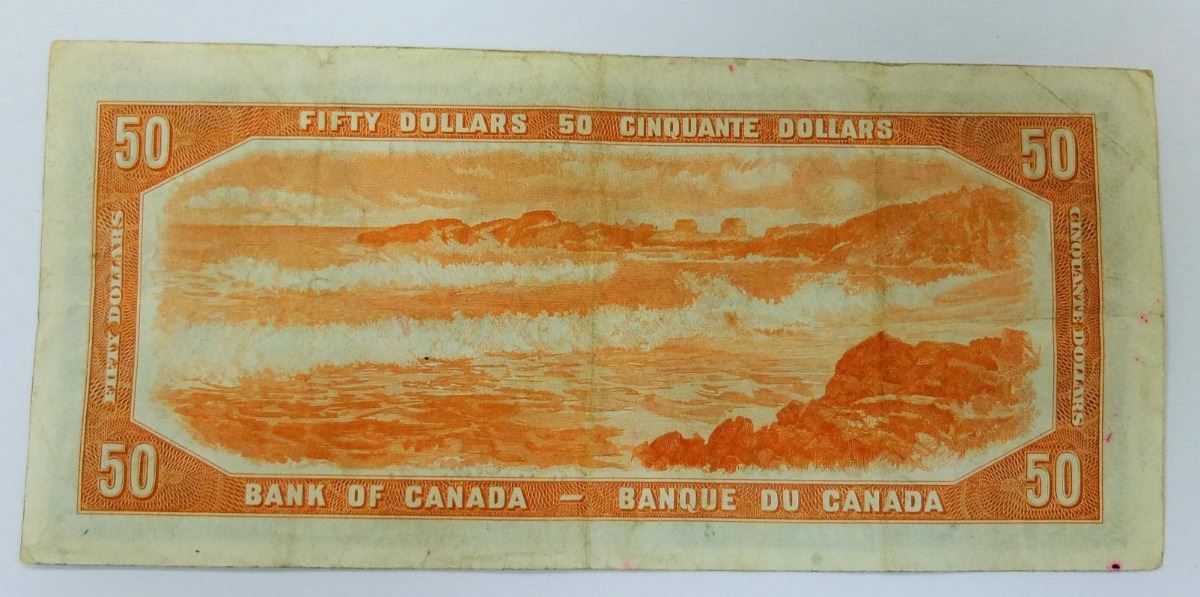 FIFTY DOLLARS 50 CINQUANTE DOLLARS
50
50
FIFTY DOLLARS
CINQUANTE DOLLARS
50
50
BANK OF CANADA – BANQUE DU CANADA